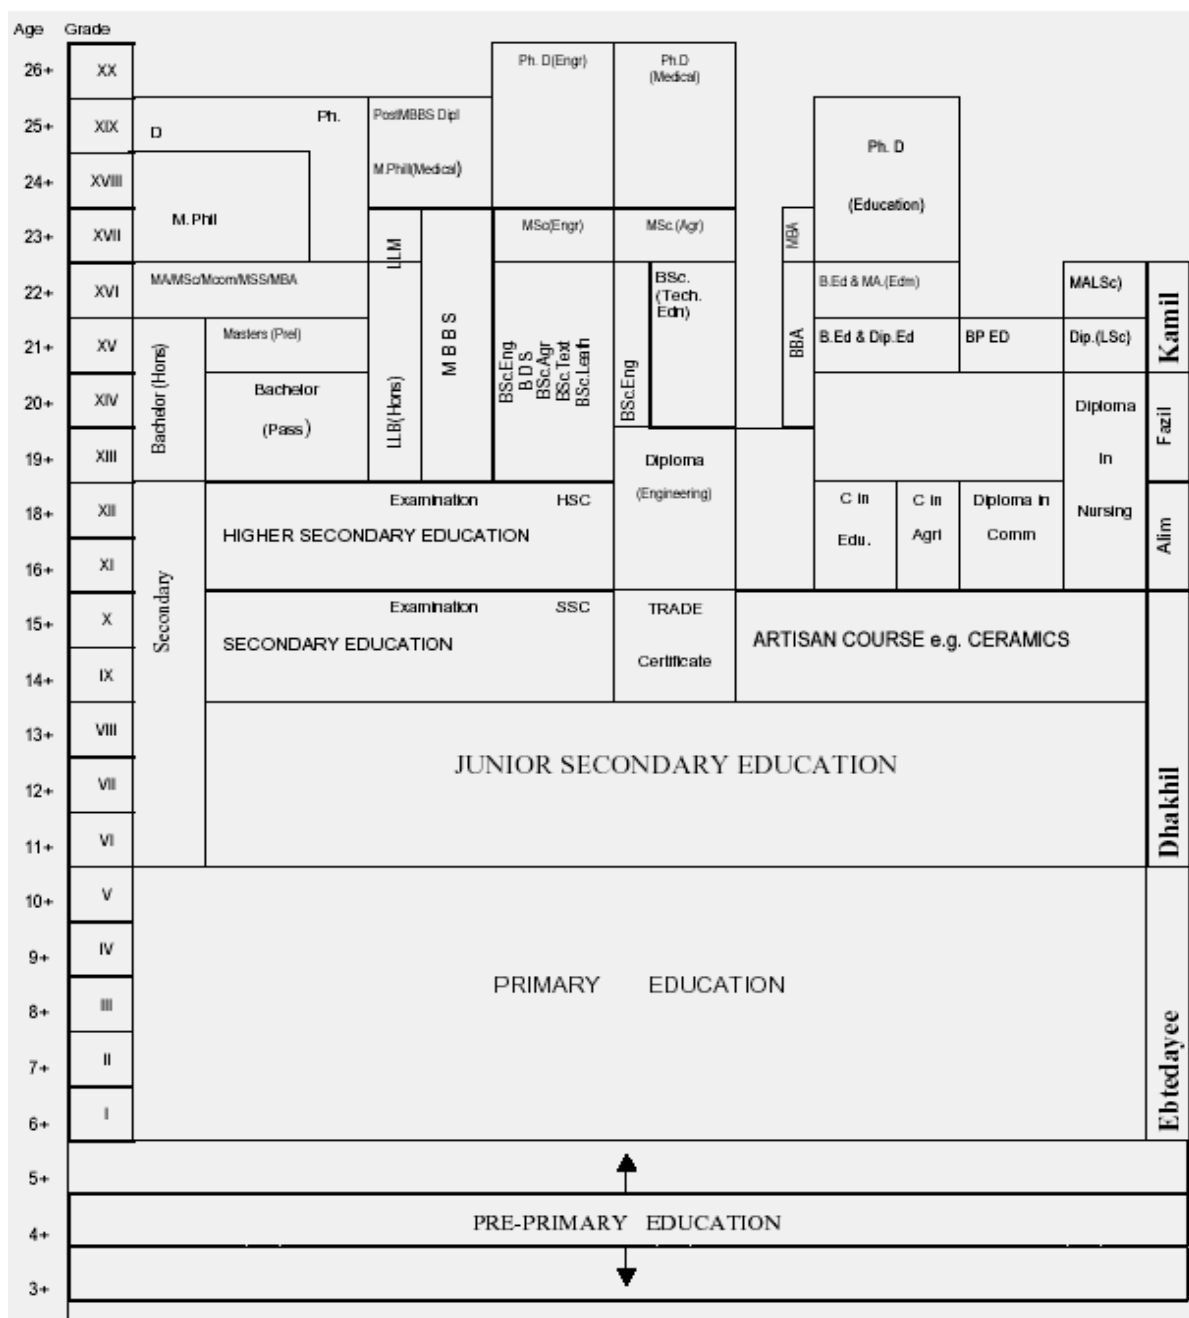 Age Grade
26+ XX Ph. D(Engr) Ph.D
(Medical)
25+ XIX D Ph. PostMBBS Dipl
Ph. D
24+ XVIII M.Phill(Medical)
(Education)
23+ XVII M.Phil LLM MSc(Engr) MSc.(Agr) MBA
22+ XVI MA/MSc/Mcom/MSS/MBA BSc.
(Tech.
Edn) B.Ed & MA.(Edm) MALSc)
Kamil
21+ XV Bachelor (Hons) Masters (Prel) MBBS BSc.Eng
BDS
BSc.Agr
BSc.Text
BSc.Leath
BSc.Eng BBA B.Ed & Dip.Ed BP ED Dip.(LSc)
20+ XIV Bachelor
(Pass) LLB(Hons) Diploma
In
Nursing Fazil
19+ XIII Diploma
(Engineering)
18+ XII Examination HSC C in
Edu. C in
Agri Diploma in
Comm Alim
HIGHER SECONDARY EDUCATION
16+ XI Secondary
15+ X Examination SSC TRADE
Certificate
SECONDARY EDUCATION ARTISAN COURSE e.g. CERAMICS
14+ IX
13+ VIII
JUNIOR SECONDARY EDUCATION
12+ VII Dhakhil
11+ VI
10+ V
9+ IV
PRIMARY EDUCATION
8+ III
7+ II Ebtedayee
6+ I
5+
PRE-PRIMARY EDUCATION
4+
3+